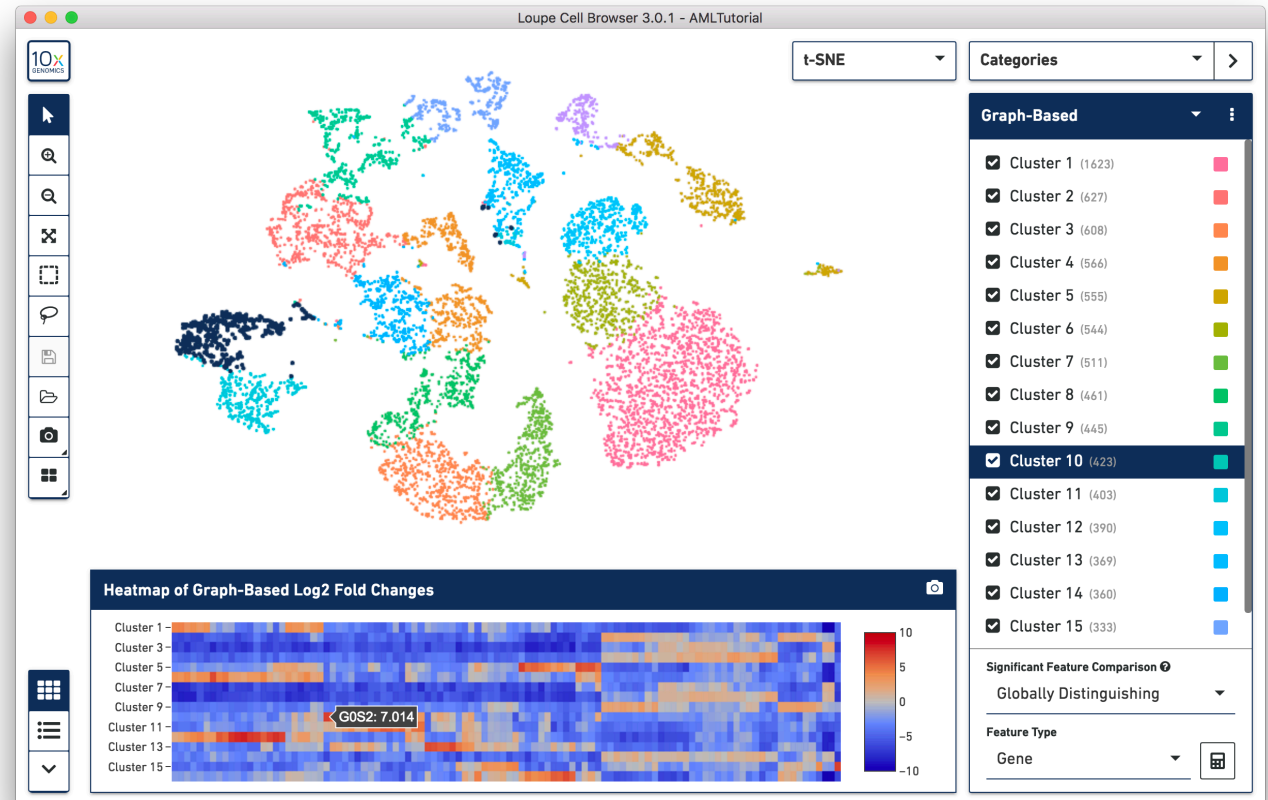 Loupe Cell Browser 3.0.1 - AMLTutorial
10x
GENOMICS
t-SNE
Categories
Graph-Based
Cluster 1 (1623)
Cluster 2 (627)
Cluster 3 (608)
Cluster 4 (566)
Cluster 5 (555)
Cluster 6 (544)
Cluster 7 (511)
Cluster 8 (461)
Cluster 9 (445)
Cluster 10 (423)
Cluster 11 (403)
Cluster 12 (390)
Cluster 13 (369)
Cluster 14 (360)
Cluster 15 (333)
Significant Feature Comparison ?
Globally Distinguishing
Feature Type
Gene
Heatmap of Graph-Based Log2 Fold Changes
Cluster 1
Cluster 3
Cluster 5
Cluster 7
Cluster 9
Cluster 11
Cluster 13
Cluster 15
G0S2: 7.014
10
5
0
−5
−10